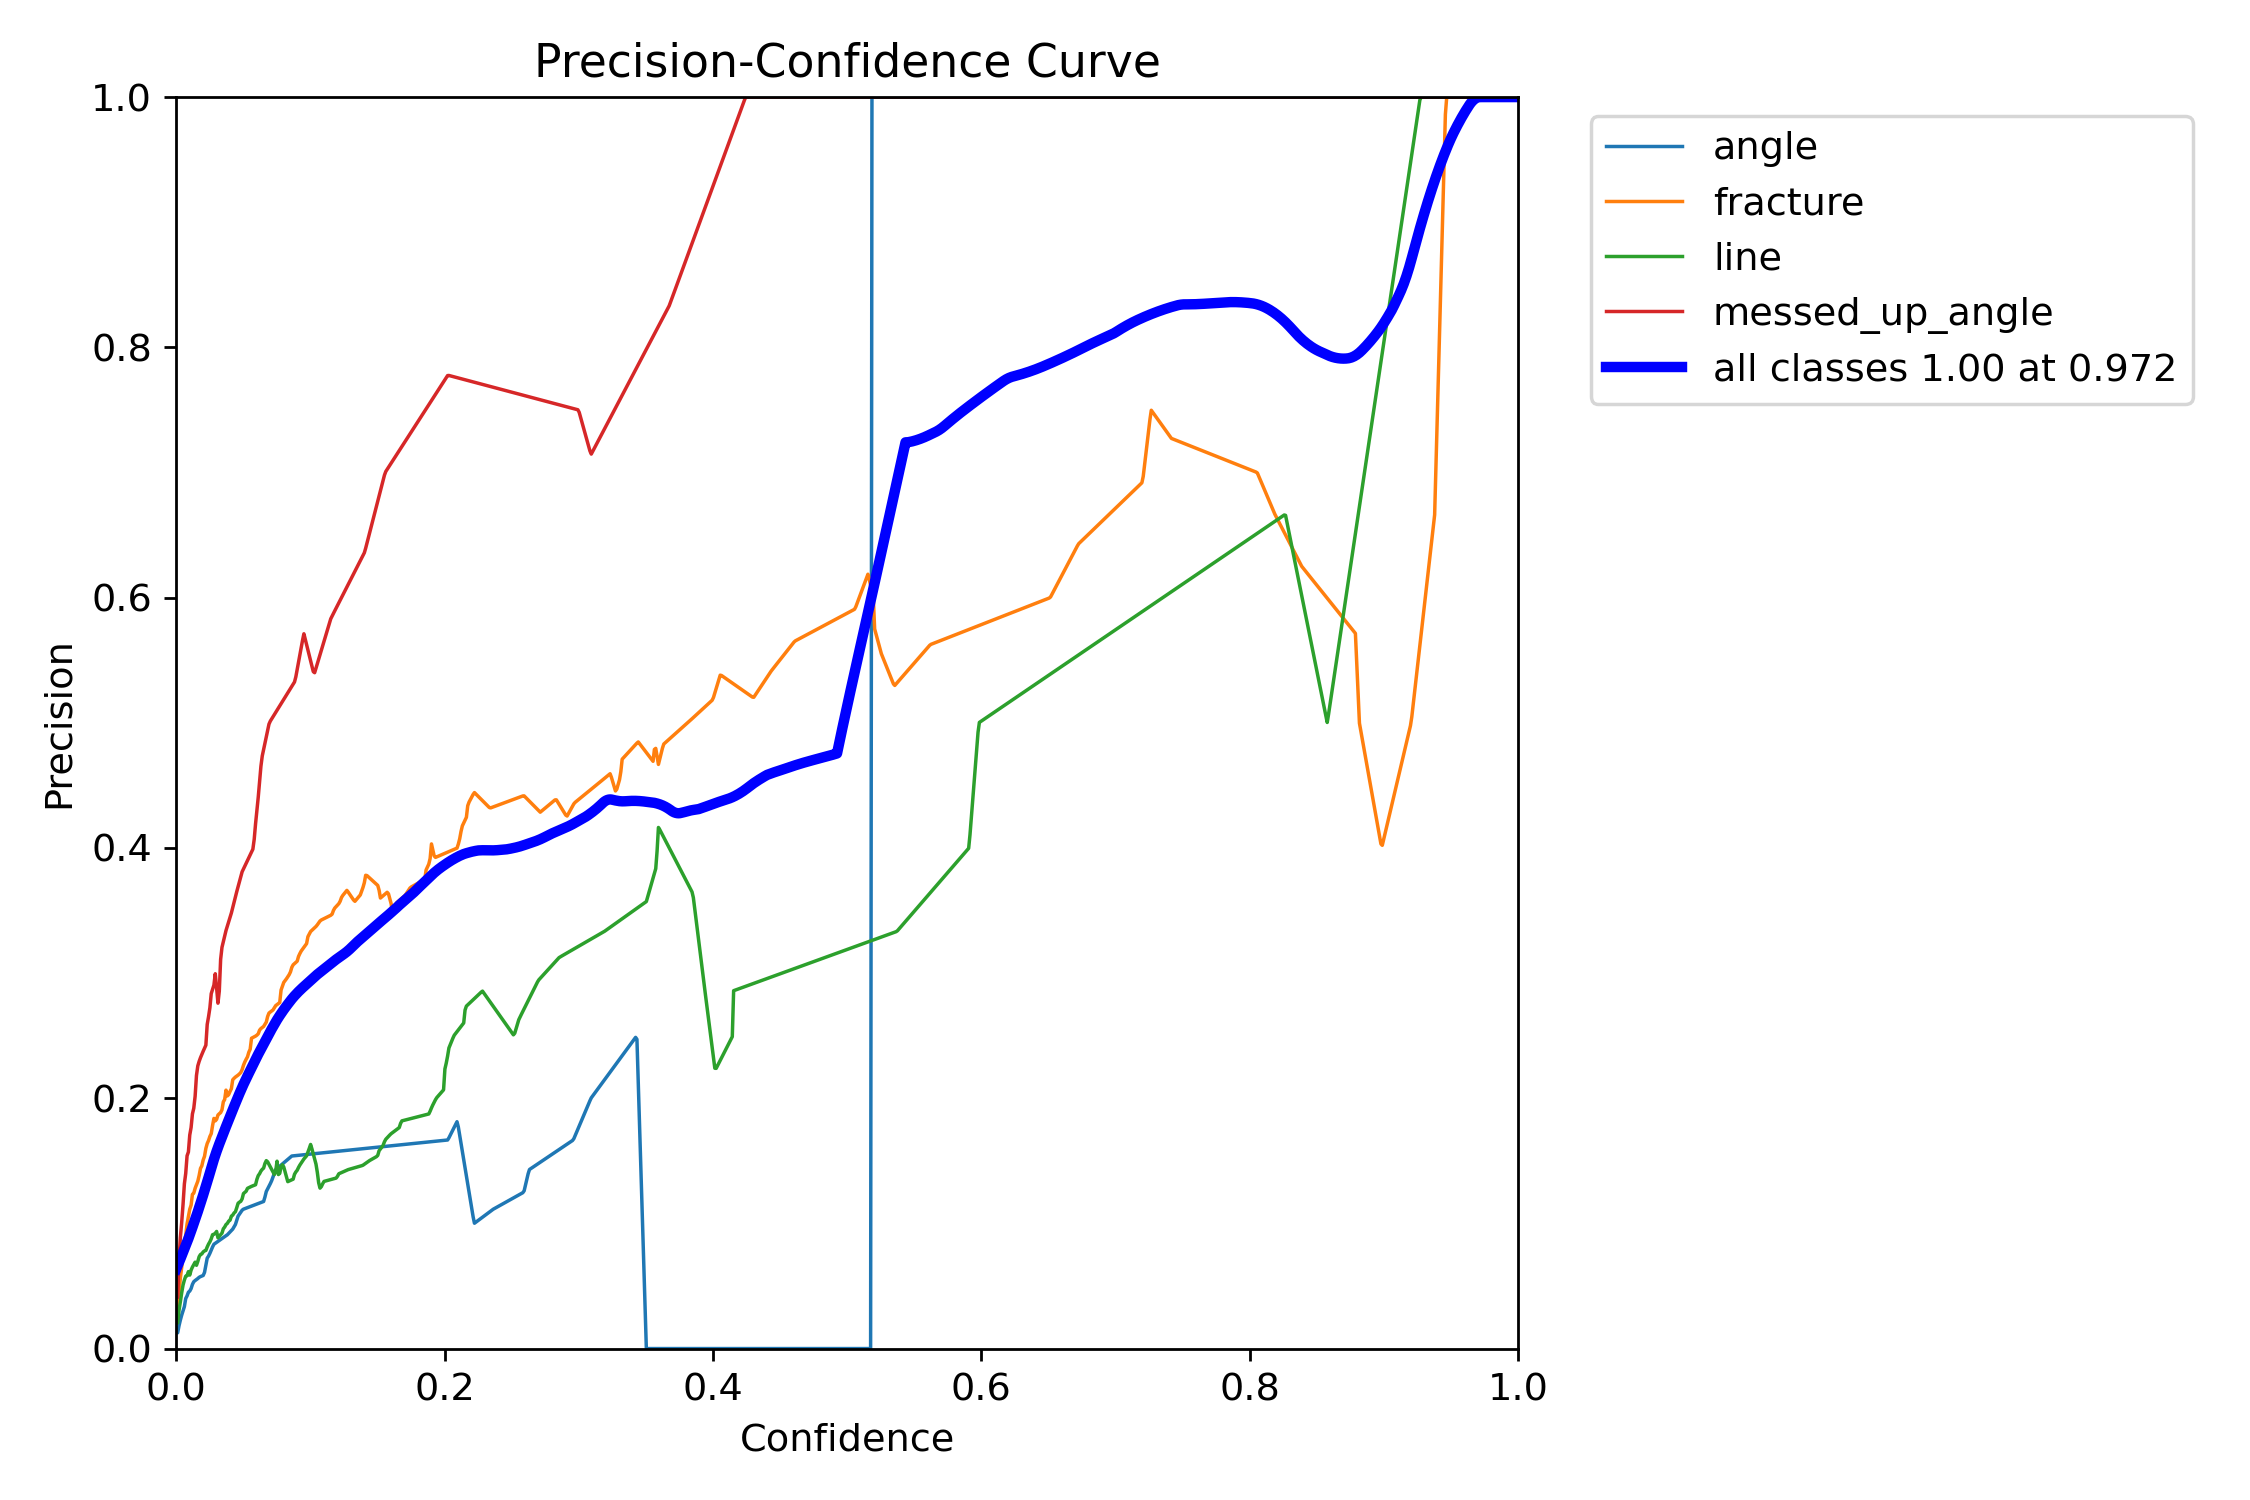 Precision-Confidence Curve
1.0
0.8
0.6
0.4
0.2
0.0
Precision
0.0 0.2 0.4 0.6 0.8 1.0
Confidence
angle
fracture
line
messed_up_angle
all classes 1.00 at 0.972